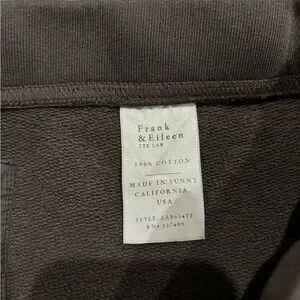 Frank
& Eileen
TEE LAB
100% COTTON
MADE IN SUNNY
CALIFORNIA,
USA
STYLE:
RN#